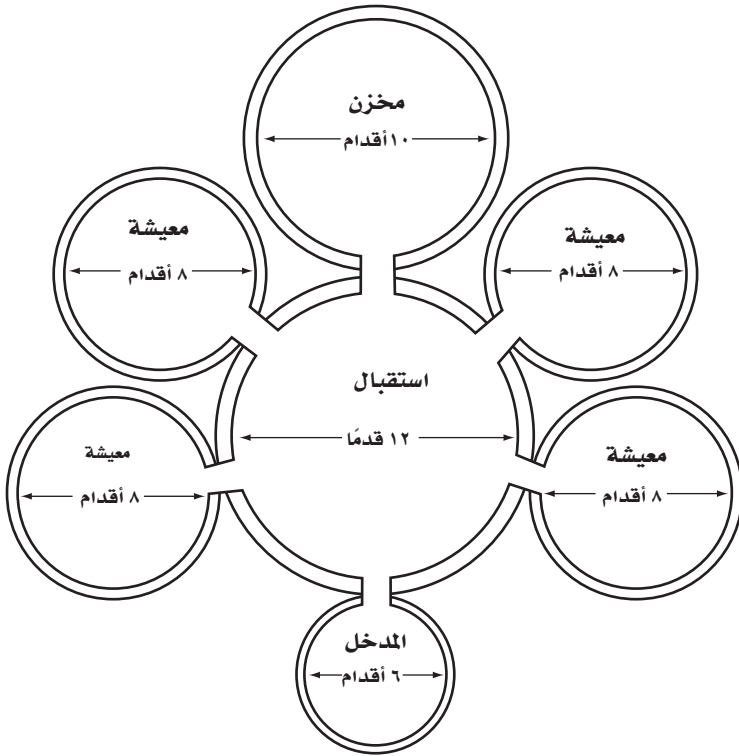 مخزن
١٠ أقدام
معيشة
٨ أقدام
معيشة
٨ أقدام
استقبال
١٢ قدمًا
معيشة
٨ أقدام
معيشة
٨ أقدام
المدخل
٦ أقدام